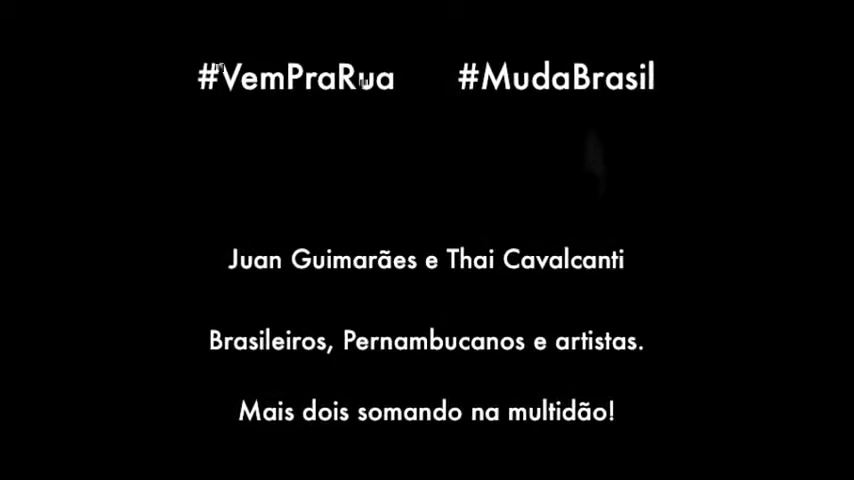 #VemPraRua #MudaBrasil
Juan Guimarães e Thai Cavalcanti
Brasileiros, Pernambucanos e artistas.
Mais dois somando na multidão!